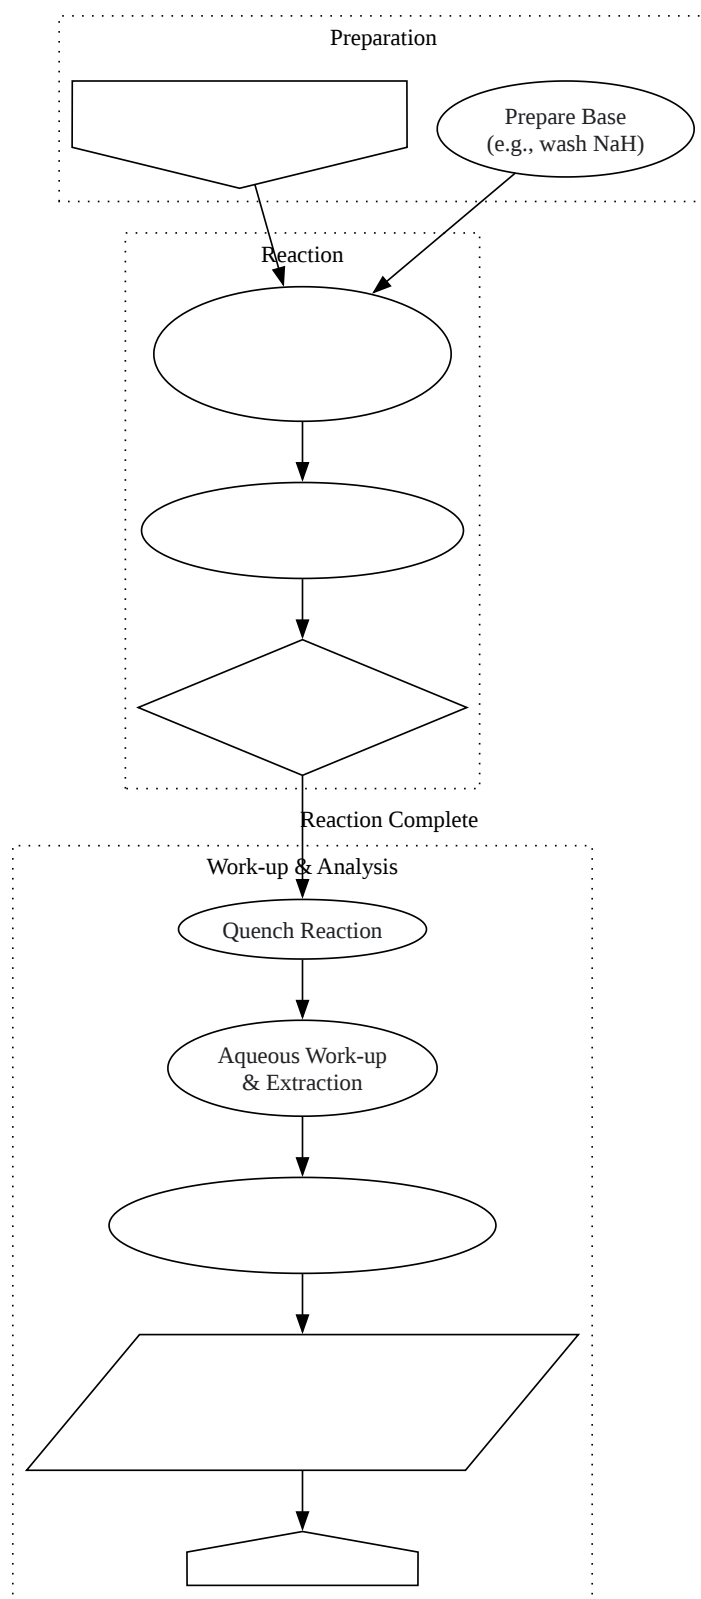 Preparation
Prepare Base
(e.g., wash NaH)
Reaction
Reaction Complete
Work-up & Analysis
Quench Reaction
Aqueous Work-up
& Extraction